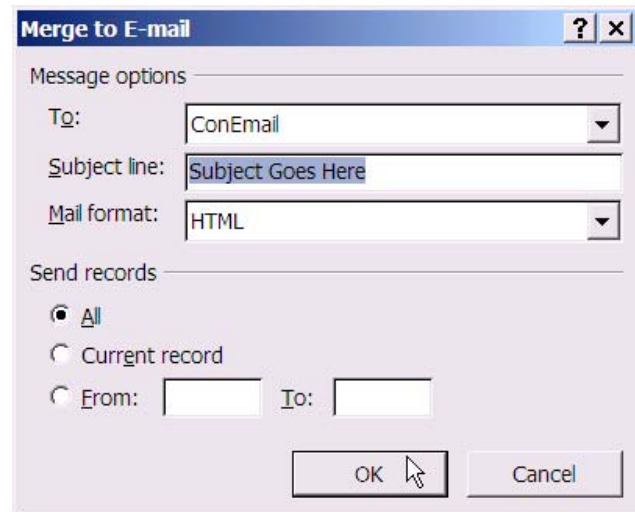 Merge to E-mail ? ×
Message options
To: ConEmail
Subject line: Subject Goes Here
Mail format: HTML
Send records
All
Current record
From: To:
OK Cancel